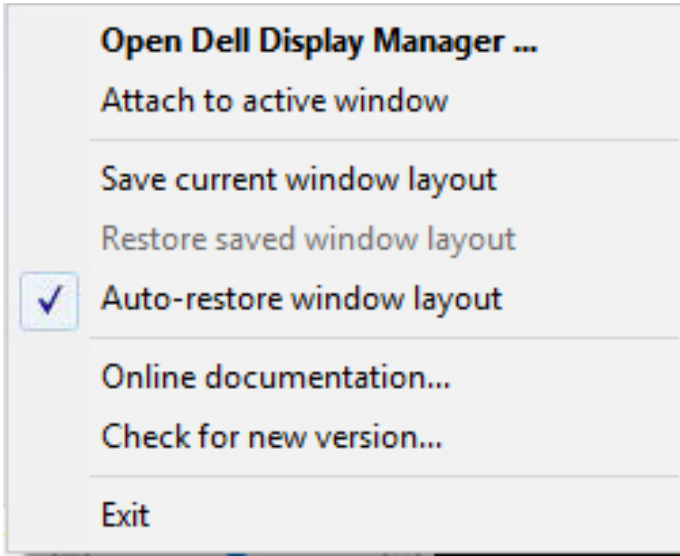 Open Dell Display Manager ...
Attach to active window
Save current window layout
Restore saved window layout
Auto-restore window layout
Online documentation...
Check for new version...
Exit